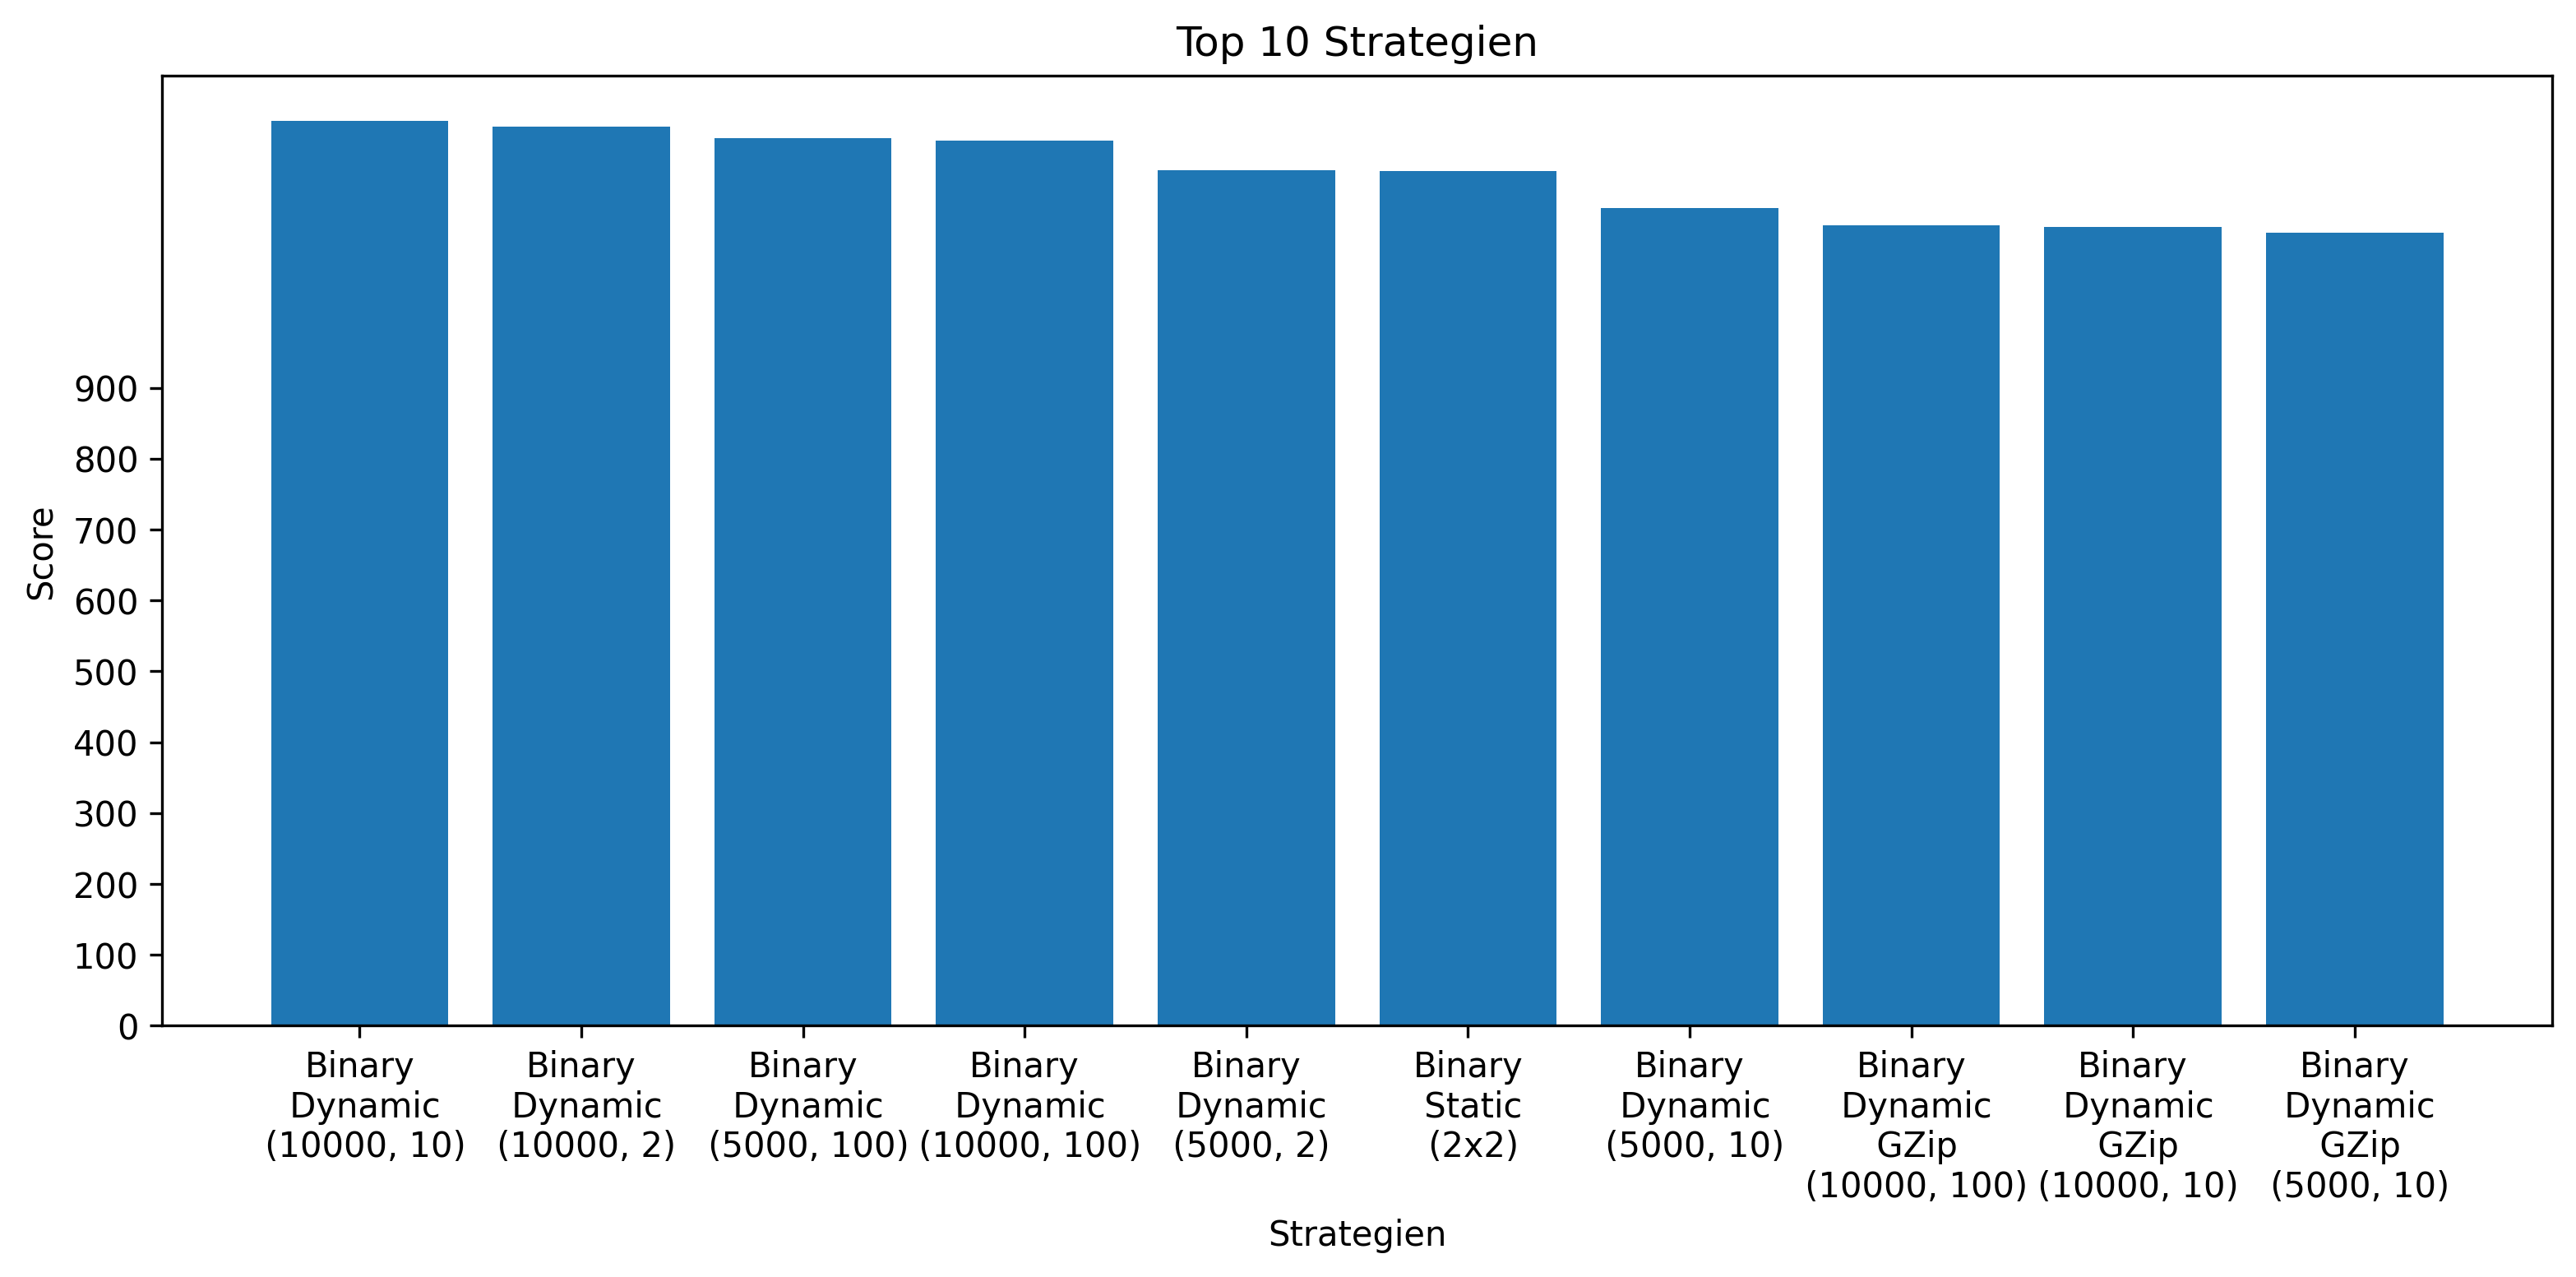 Top 10 Strategien
Score
900
800
700
600
500
400
300
200
100
0
Binary
Dynamic
(10000, 10)
Binary
Dynamic
(10000, 2)
Binary
Dynamic
(5000, 100)
Binary
Dynamic
(10000, 100)
Binary
Dynamic
(5000, 2)
Binary
Static
(2x2)
Binary
Dynamic
(5000, 10)
Binary
Dynamic
GZip
(10000, 100)
Binary
Dynamic
GZip
(10000, 10)
Binary
Dynamic
GZip
(5000, 10)
Strategien